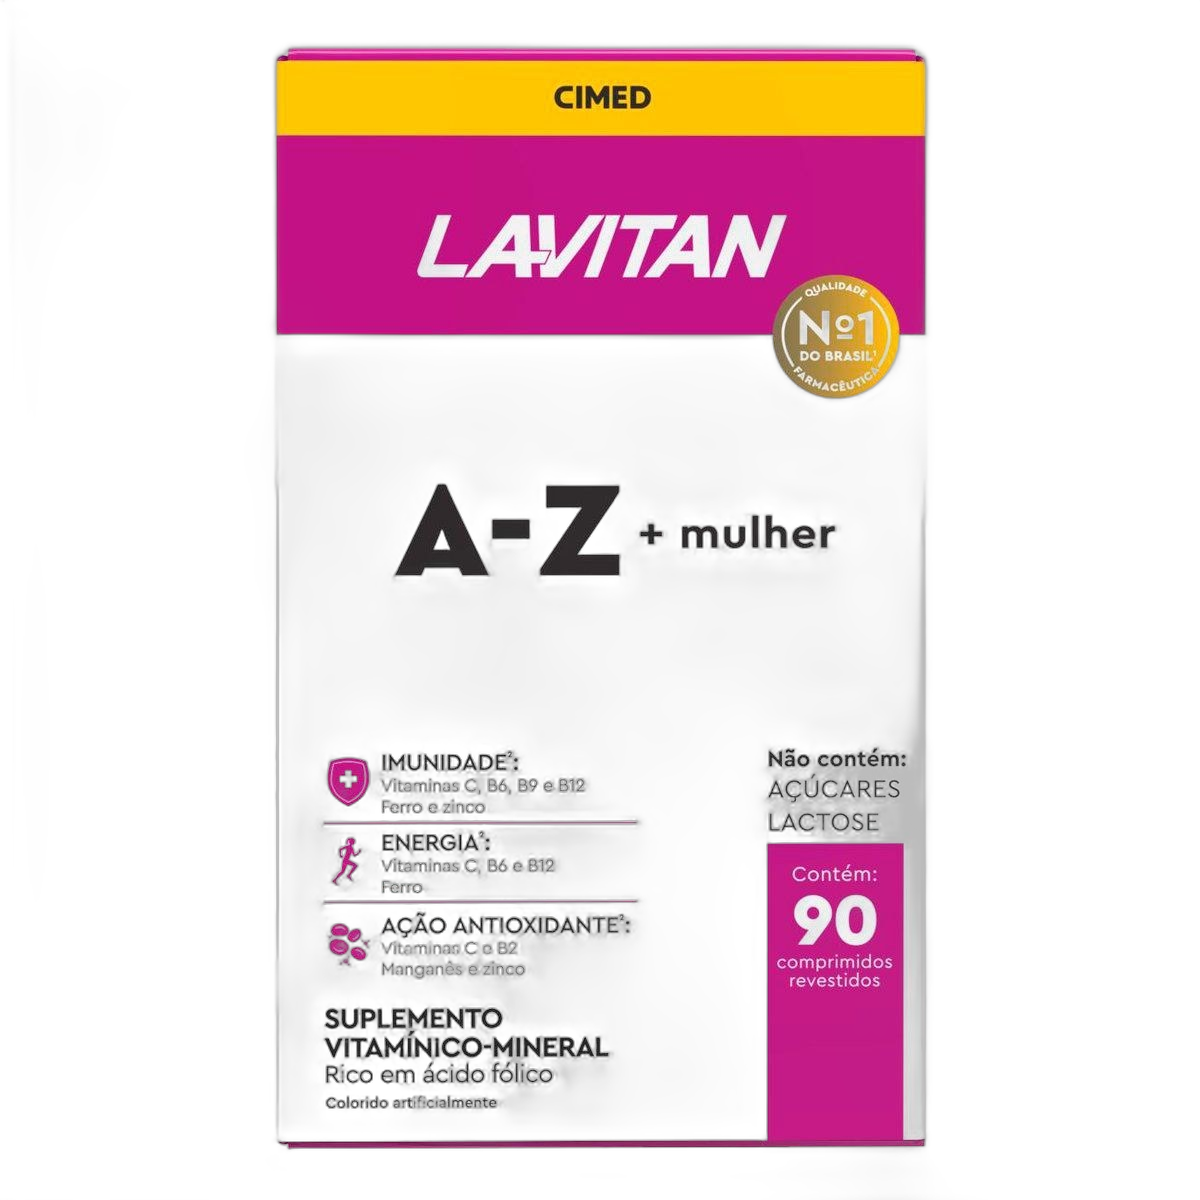 CIMED
LAVITAN
QUALIDADE
Nº1
DO BRASIL¹
FARMACÊUTICA
A-Z + mulher
IMUNIDADE²:
Vitaminas C, B6, B9 e B12
Ferro e zinco
ENERGIA²:
Vitaminas C, B6 e B12
Ferro
AÇÃO ANTIOXIDANTE²:
Vitaminas C e B2
Manganês e zinco
SUPLEMENTO
VITAMÍNICO-MINERAL
Rico em ácido fólico
Colorido artificialmente
Não contém:
AÇÚCARES
LACTOSE
Contém:
90
comprimidos
revestidos